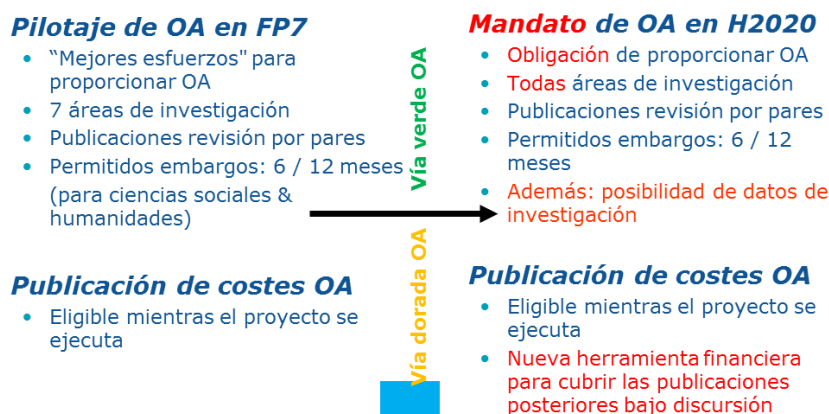 Pilotaje de OA en FP7
• “Mejores esfuerzos" para
proporcionar OA
• 7 áreas de investigación
• Publicaciones revisión por pares
• Permitidos embargos: 6 / 12 meses
(para ciencias sociales &
humanidades)
Publicación de costes OA
• Eligible mientras el proyecto se
ejecuta
Vía verde OA
Vía dorada OA
Mandato de OA en H2020
• Obligación de proporcionar OA
• Todas áreas de investigación
• Publicaciones revisión por pares
• Permitidos embargos: 6 / 12
meses
• Además: posibilidad de datos de
investigación
Publicación de costes OA
• Eligible mientras el proyecto se
ejecuta
• Nueva herramienta financiera
para cubrir las publicaciones
posteriores bajo discursión